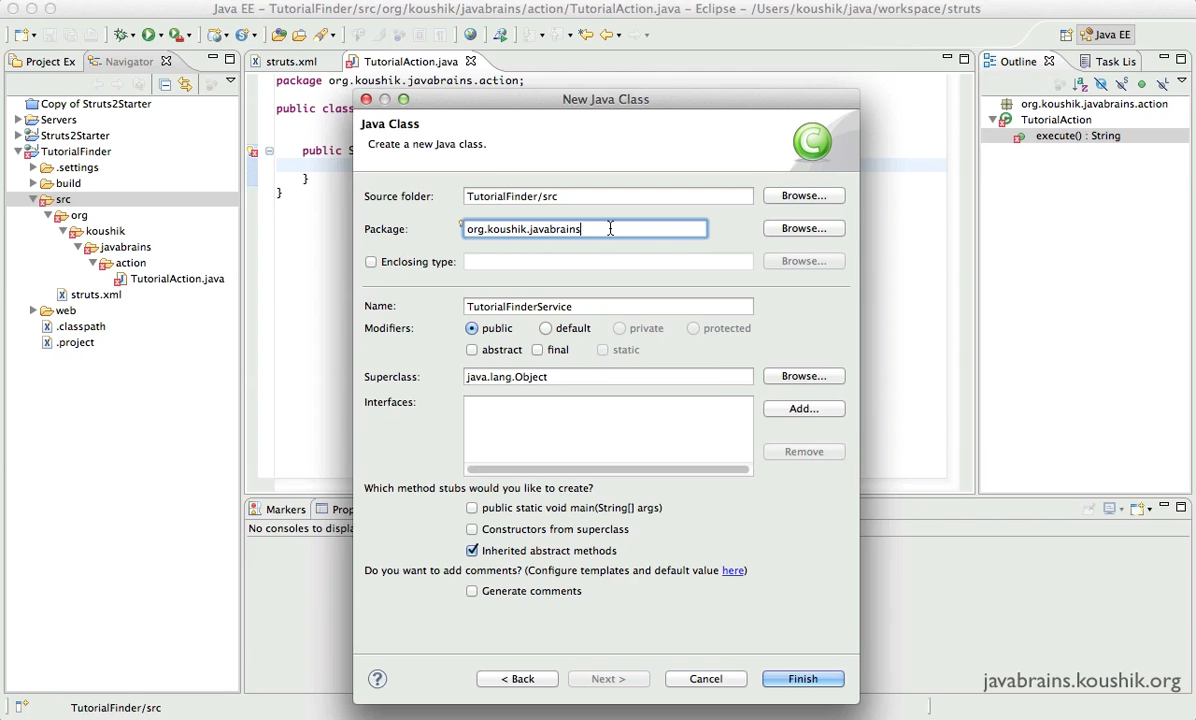 Java EE - TutorialFinder/src/org/koushik/javabrains/action/TutorialAction.java - Eclipse - /Users/koushik/java/workspace/struts
Java EE
Project Ex
Navigator
struts.xml
TutorialAction.java
Outline
Task List
Copy of Struts2Starter
Servers
Struts2Starter
TutorialFinder
.settings
build
src
org
koushik
javabrains
action
TutorialAction.java
struts.xml
web
.classpath
.project
package org.koushik.javabrains.action;
public class
public S
}
}
New Java Class
Java Class
Create a new Java class.
C
Source folder:
TutorialFinder/src
Browse...
Package:
org.koushik.javabrains
Browse...
Enclosing type:
Browse...
Name:
TutorialFinderService
Modifiers:
public
default
private
protected
abstract
final
static
Superclass:
java.lang.Object
Browse...
Interfaces:
Add...
Remove
Which method stubs would you like to create?
public static void main(String[] args)
Constructors from superclass
Inherited abstract methods
Do you want to add comments? (Configure templates and default value here)
Generate comments
?
< Back
Next >
Cancel
Finish
org.koushik.javabrains.action
TutorialAction
execute() : String
Markers
Prop
No consoles to displa
javabrains.koushik.org
TutorialFinder/src